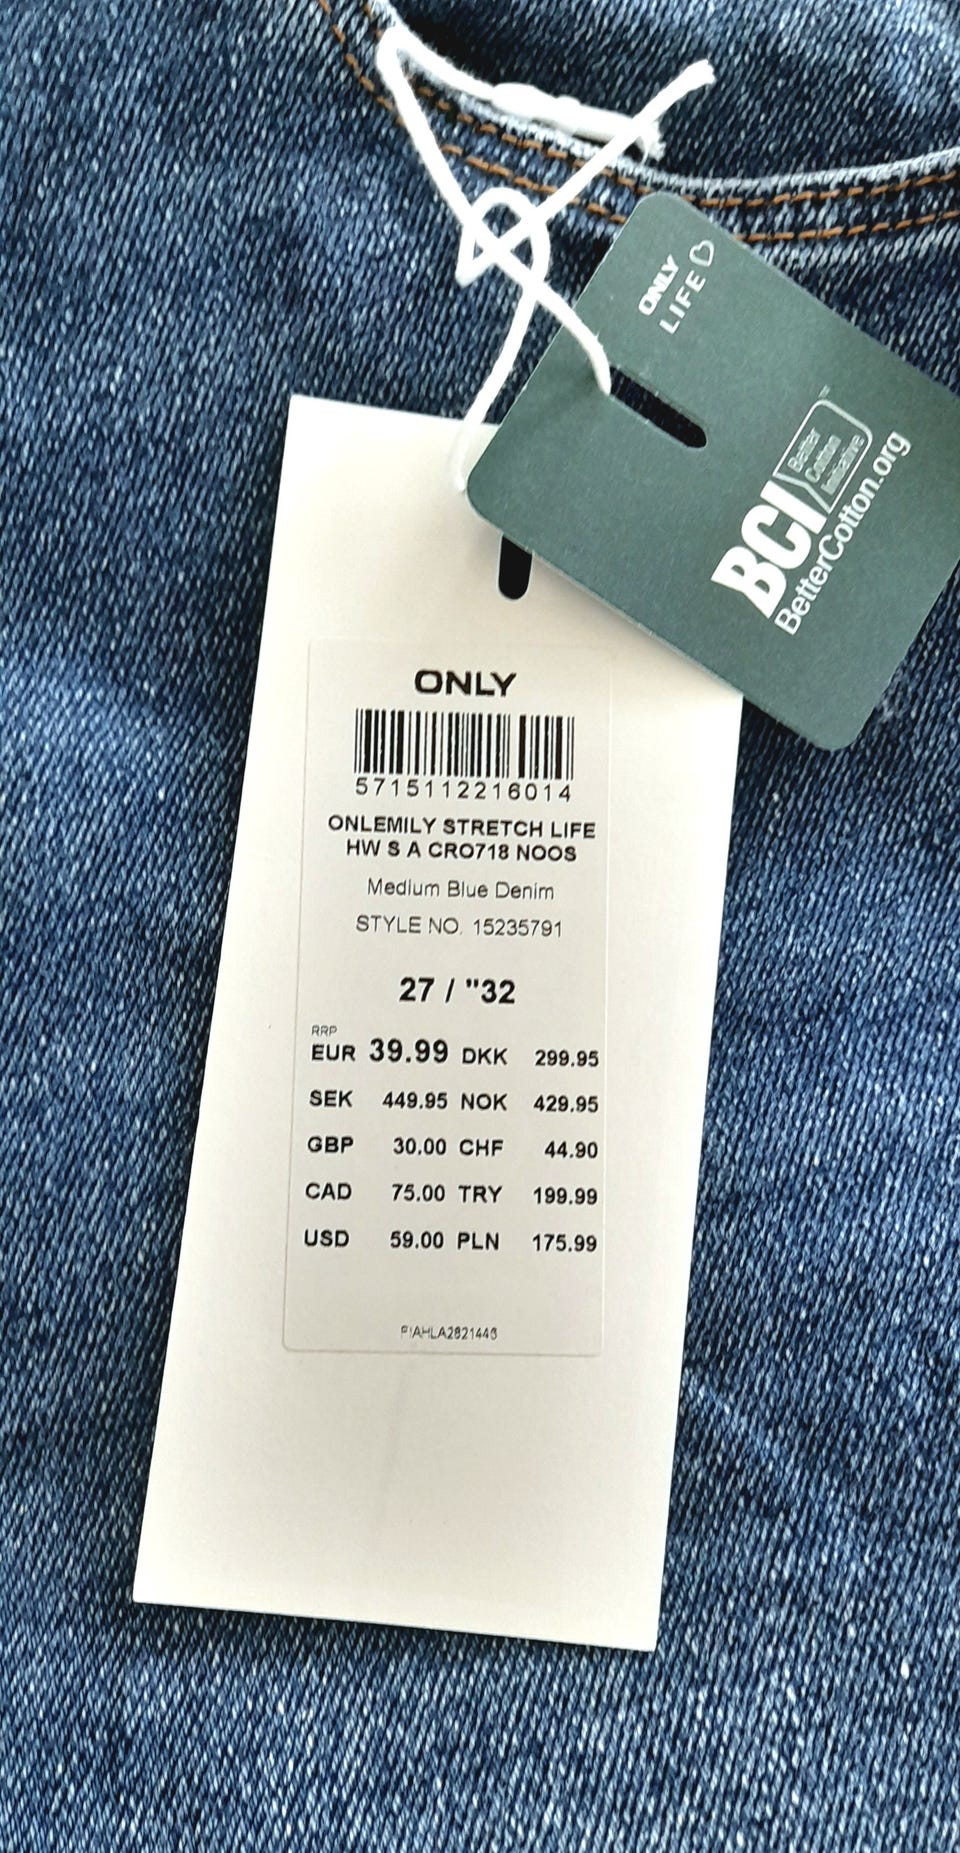 ONLY
LIFE
BCI
Better
Cotton
Initiative
BetterCotton.org
ONLY
5715112216014
ONLEMILY STRETCH LIFE
HW S A CRO718 NOOS
Medium Blue Denim
STYLE NO. 15235791
27 / "32
RRP
EUR 39.99 DKK 299.95
SEK 449.95 NOK 429.95
GBP 30.00 CHF 44.90
CAD 75.00 TRY 199.99
USD 59.00 PLN 175.99